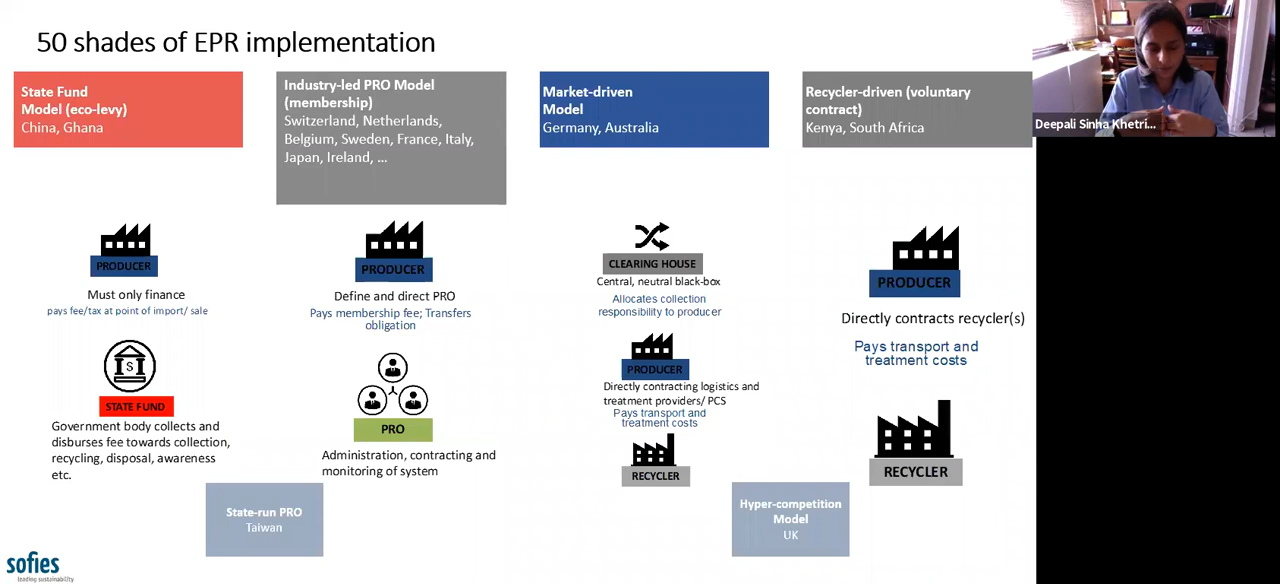 50 shades of EPR implementation
State Fund
Model (eco-levy)
China, Ghana
Industry-led PRO Model
(membership)
Switzerland, Netherlands,
Belgium, Sweden, France, Italy,
Japan, Ireland, ...
Market-driven
Model
Germany, Australia
Recycler-driven (voluntary
contract)
Kenya, South Africa
Deepali Sinha Khetri...
PRODUCER
Must only finance
pays fee/tax at point of import/ sale
S
STATE FUND
Government body collects and
disburses fee towards collection,
recycling, disposal, awareness
etc.
PRODUCER
Define and direct PRO
Pays membership fee; Transfers
obligation
PRO
Administration, contracting and
monitoring of system
CLEARING HOUSE
Central, neutral black-box
Allocates collection
responsibility to producer
PRODUCER
Directly contracting logistics and
treatment providers/ PCS
Pays transport and
treatment costs
RECYCLER
PRODUCER
Directly contracts recycler(s)
Pays transport and
treatment costs
RECYCLER
State-run PRO
Taiwan
Hyper-competition
Model
UK
sofies
leading sustainability